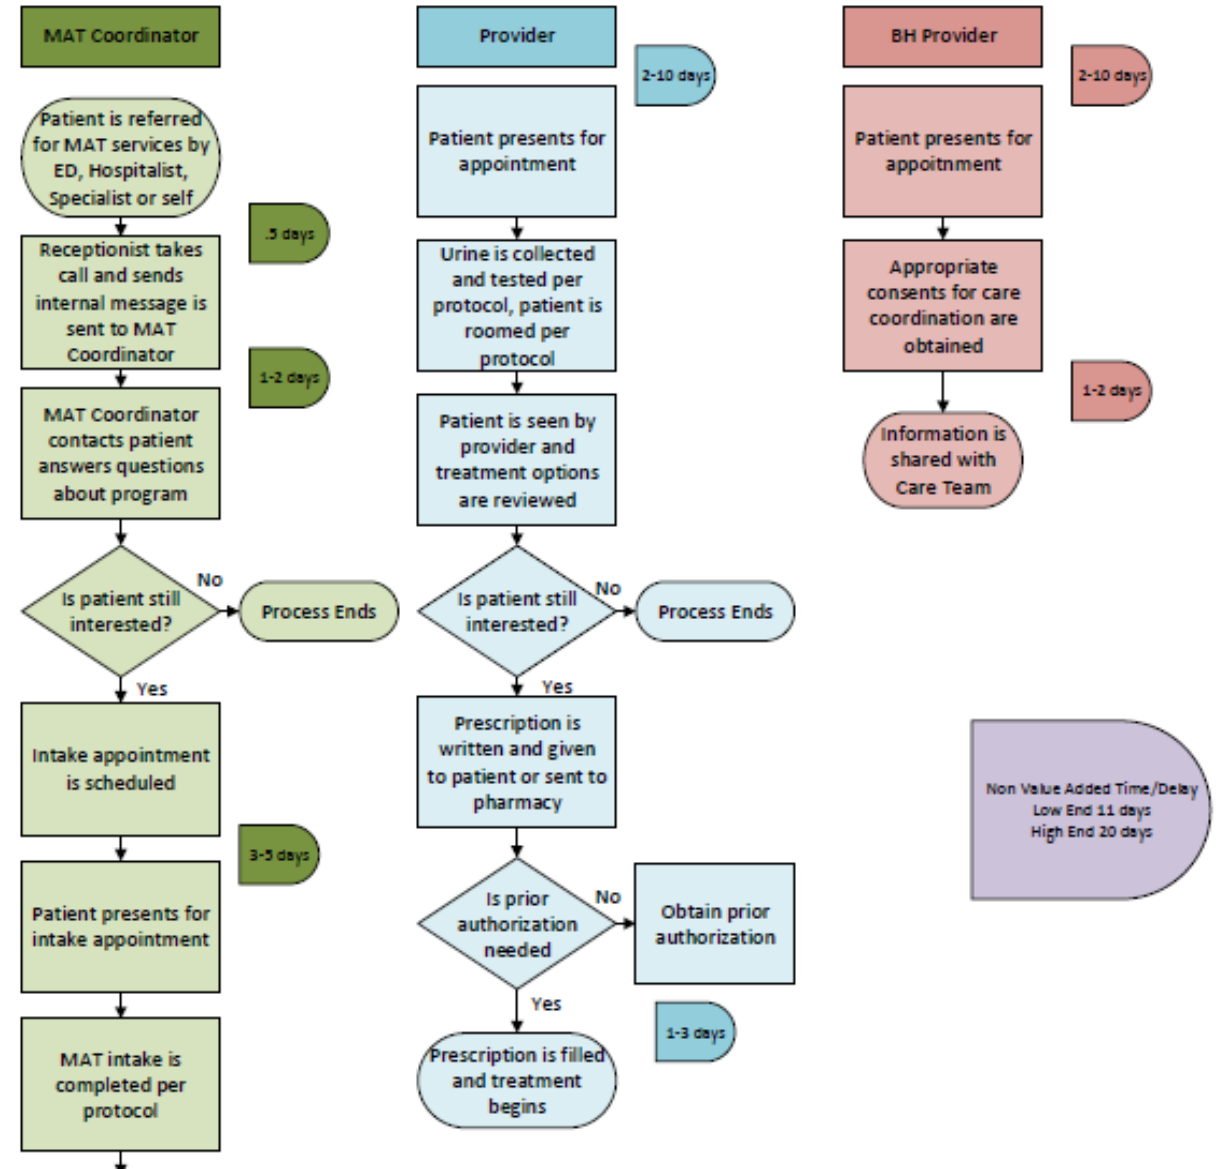 MAT Coordinator
Patient is referred
for MAT services by
ED, Hospitalist,
Specialist or self
.5 days
Receptionist takes
call and sends
internal message is
sent to MAT
Coordinator
1-2 days
MAT Coordinator
contacts patient
answers questions
about program
Is patient still
interested?
No
Process Ends
Yes
Intake appointment
is scheduled
3-5 days
Patient presents for
intake appointment
MAT intake is
completed per
protocol
Provider
2-10 days
Patient presents for
appointment
Urine is collected
and tested per
protocol, patient is
roomed per
protocol
Patient is seen by
provider and
treatment options
are reviewed
Is patient still
interested?
No
Process Ends
Yes
Prescription is
written and given
to patient or sent to
pharmacy
Is prior
authorization
needed
No
Obtain prior
authorization
Yes
1-3 days
Prescription is filled
and treatment
begins
BH Provider
2-10 days
Patient presents for
appoitnment
Appropriate
consents for care
coordination are
obtained
1-2 days
Information is
shared with
Care Team
Non Value Added Time/Delay
Low End 11 days
High End 20 days